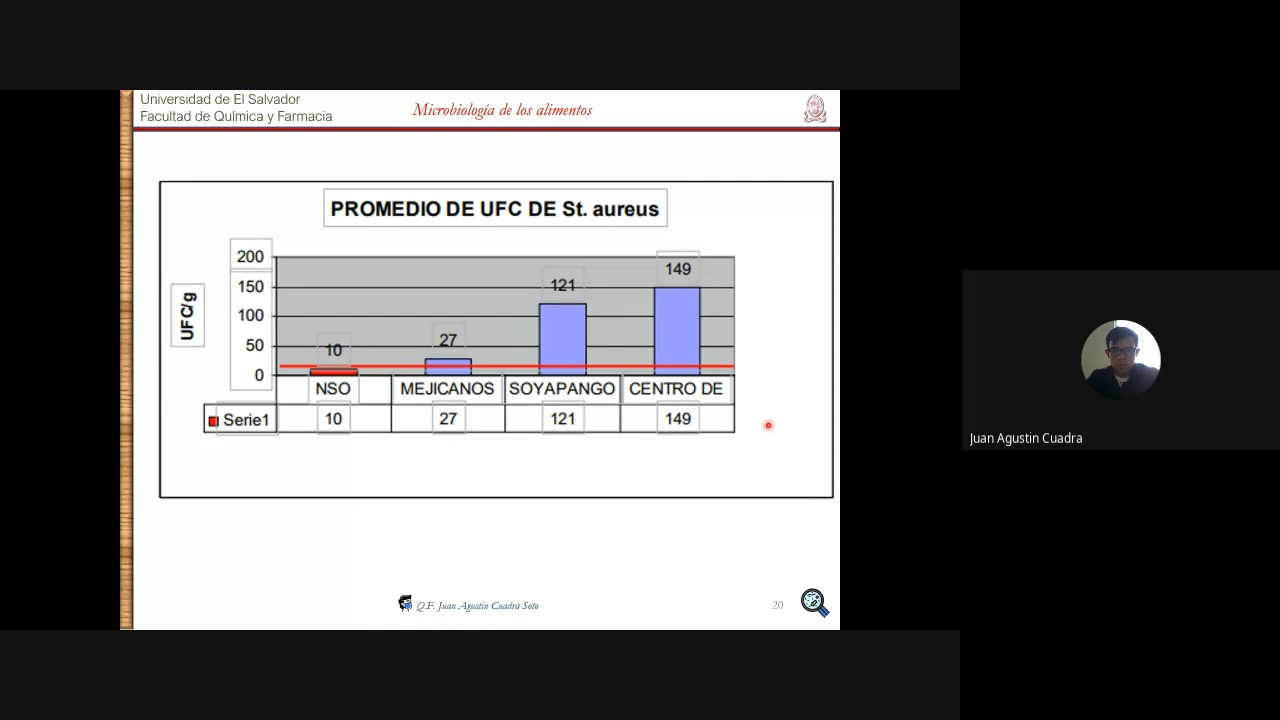 Universidad de El Salvador
Facultad de Química y Farmacia
Microbiología de los alimentos
PROMEDIO DE UFC DE St. aureus
UFC/g
200
150
100
50
0
10
27
121
149
NSO MEJICANOS SOYAPANGO CENTRO DE
Serie1 10 27 121 149
Q.F. Juan Agustín Cuadra Soto
20
Juan Agustin Cuadra